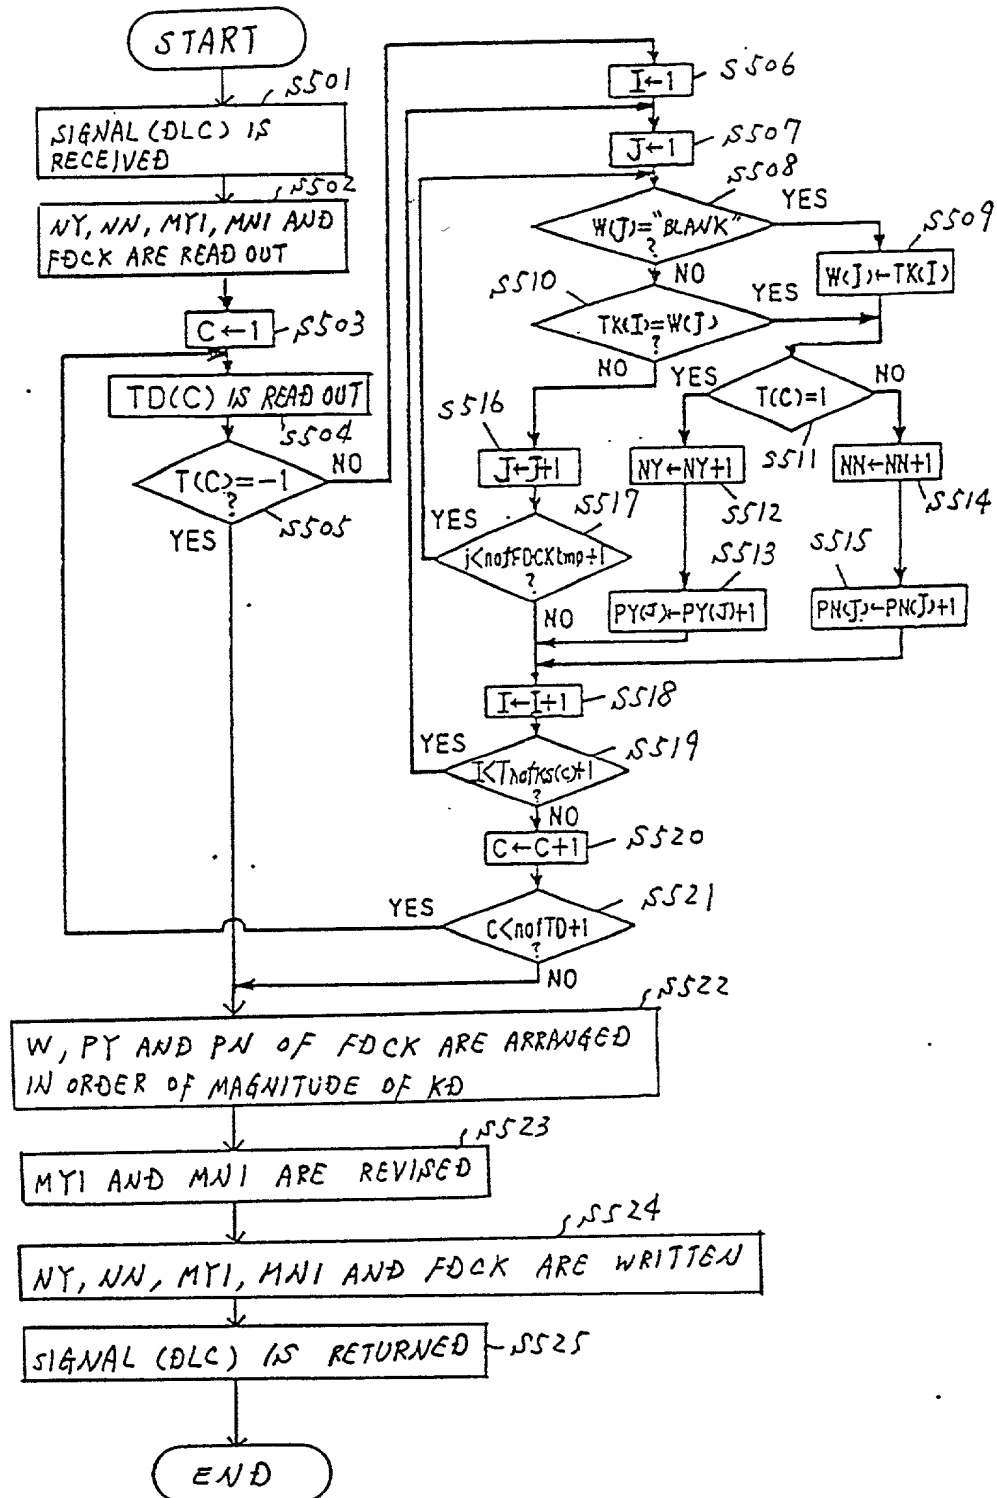 START
S501
SIGNAL (DLC) IS
RECEIVED
S502
NY, NN, MYI, MNI AND
FDCK ARE READ OUT
C←1
S503
TD(C) IS READ OUT
S504
T(C)=-1
?
NO
YES
S505
I←1
S506
J←1
S507
S508
W(J)="BLANK"
?
YES
NO
S509
W(J)←TK(I)
S510
TK(I)=W(J)
?
YES
NO
T(C)=1
YES
NO
S511
NY←NY+1
S512
NN←NN+1
S514
S513
PY(J)←PY(J)+1
S515
PN(J)←PN(J)+1
S516
J←J+1
S517
YES
j<nofFDCKtmp+1
?
NO
I←I+1
S518
YES
S519
I<Tnofks(c)+1
?
NO
C←C+1
S520
YES
S521
C<nofTD+1
?
NO
S522
W, PY AND PN OF FDCK ARE ARRANGED
IN ORDER OF MAGNITUDE OF KD
S523
MYI AND MNI ARE REVISED
S524
NY, NN, MYI, MNI AND FDCK ARE WRITTEN
SIGNAL (DLC) IS RETURNED
S525
END